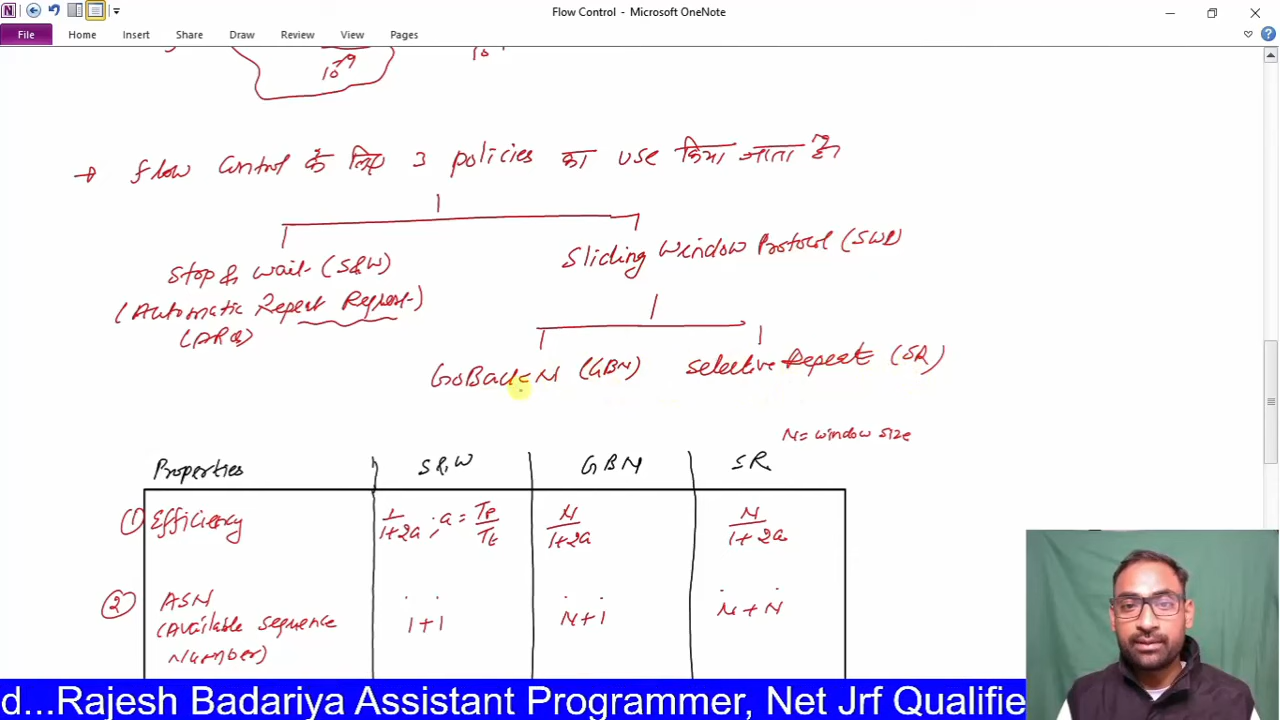 Flow Control - Microsoft OneNote
File Home Insert Share Draw Review View Pages
10^-9
10
→ Flow Control के लिए 3 policies का use किया जाता है
Stop & wait (S&W)
(Automatic Repeat Request)
(ARQ)
Sliding Window Protocol (SWP)
GoBack N (GBN)
Selective Repeat (SR)
N = window size
Properties S&W GBN SR
① Efficiency 1/1+2a ; a = Tp/Tt N/1+2a N/1+2a
② ASN 1+1 N+1 N+N
(Available sequence
Number)
d...Rajesh Badariya Assistant Programmer, Net Jrf Qualifie